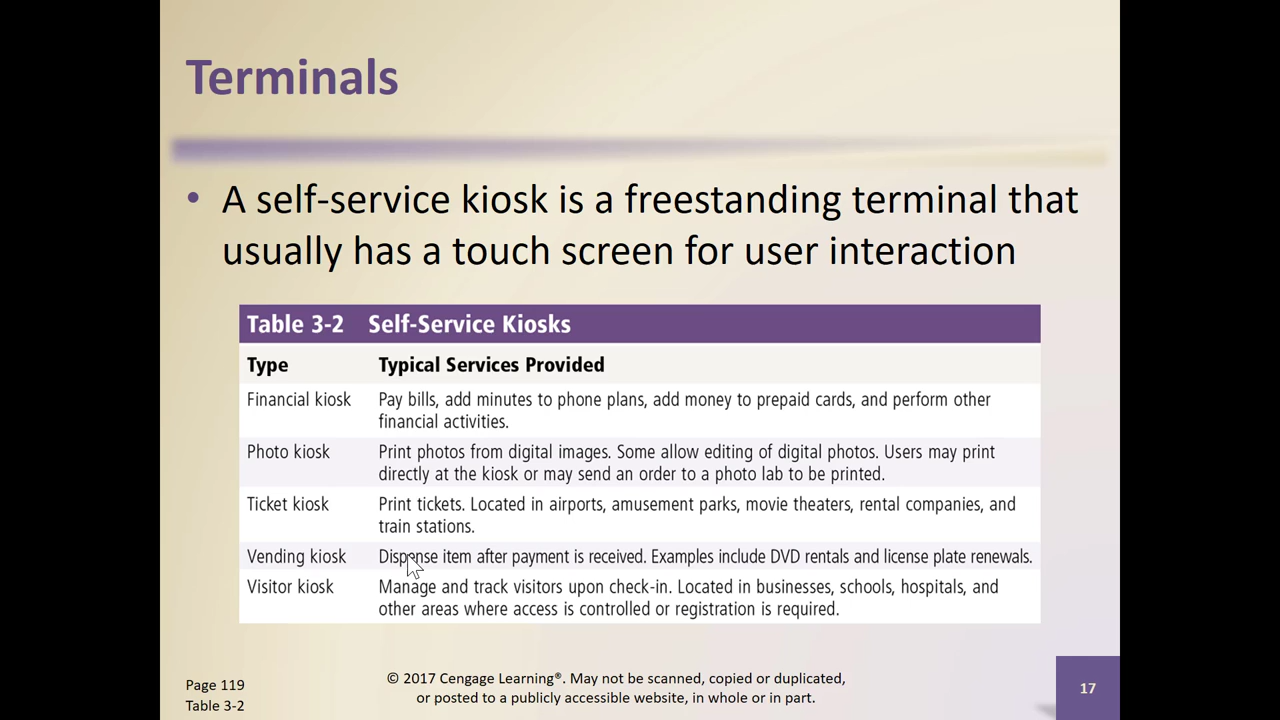 Terminals
• A self-service kiosk is a freestanding terminal that
usually has a touch screen for user interaction
Table 3-2 Self-Service Kiosks
Type Typical Services Provided
Financial kiosk Pay bills, add minutes to phone plans, add money to prepaid cards, and perform other
financial activities.
Photo kiosk Print photos from digital images. Some allow editing of digital photos. Users may print
directly at the kiosk or may send an order to a photo lab to be printed.
Ticket kiosk Print tickets. Located in airports, amusement parks, movie theaters, rental companies, and
train stations.
Vending kiosk Dispense item after payment is received. Examples include DVD rentals and license plate renewals.
Visitor kiosk Manage and track visitors upon check-in. Located in businesses, schools, hospitals, and
other areas where access is controlled or registration is required.
Page 119
Table 3-2
© 2017 Cengage Learning®. May not be scanned, copied or duplicated,
or posted to a publicly accessible website, in whole or in part.
17